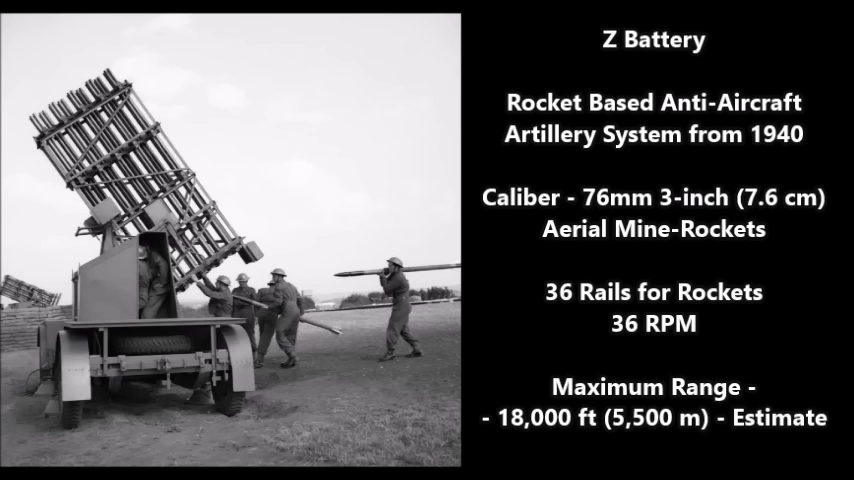 Z Battery
Rocket Based Anti-Aircraft
Artillery System from 1940
Caliber - 76mm 3-inch (7.6 cm)
Aerial Mine-Rockets
36 Rails for Rockets
36 RPM
Maximum Range -
- 18,000 ft (5,500 m) - Estimate